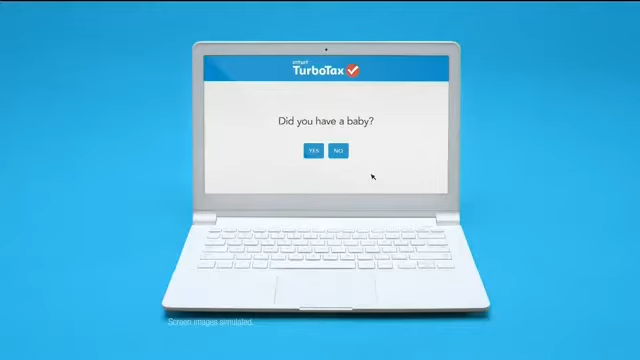 intuit
TurboTax
Did you have a baby?
YES NO
Screen images simulated.